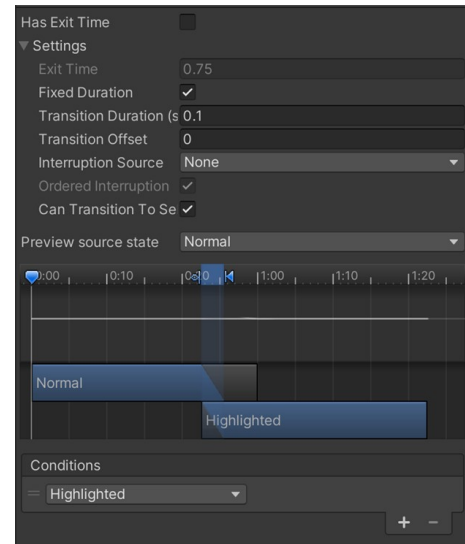 Has Exit Time
Settings
Exit Time 0.75
Fixed Duration
Transition Duration (s 0.1
Transition Offset 0
Interruption Source None
Ordered Interruption
Can Transition To Se
Preview source state Normal
:00 0:10 0:20 1:00 1:10 1:20
Normal
Highlighted
Conditions
Highlighted
+ -